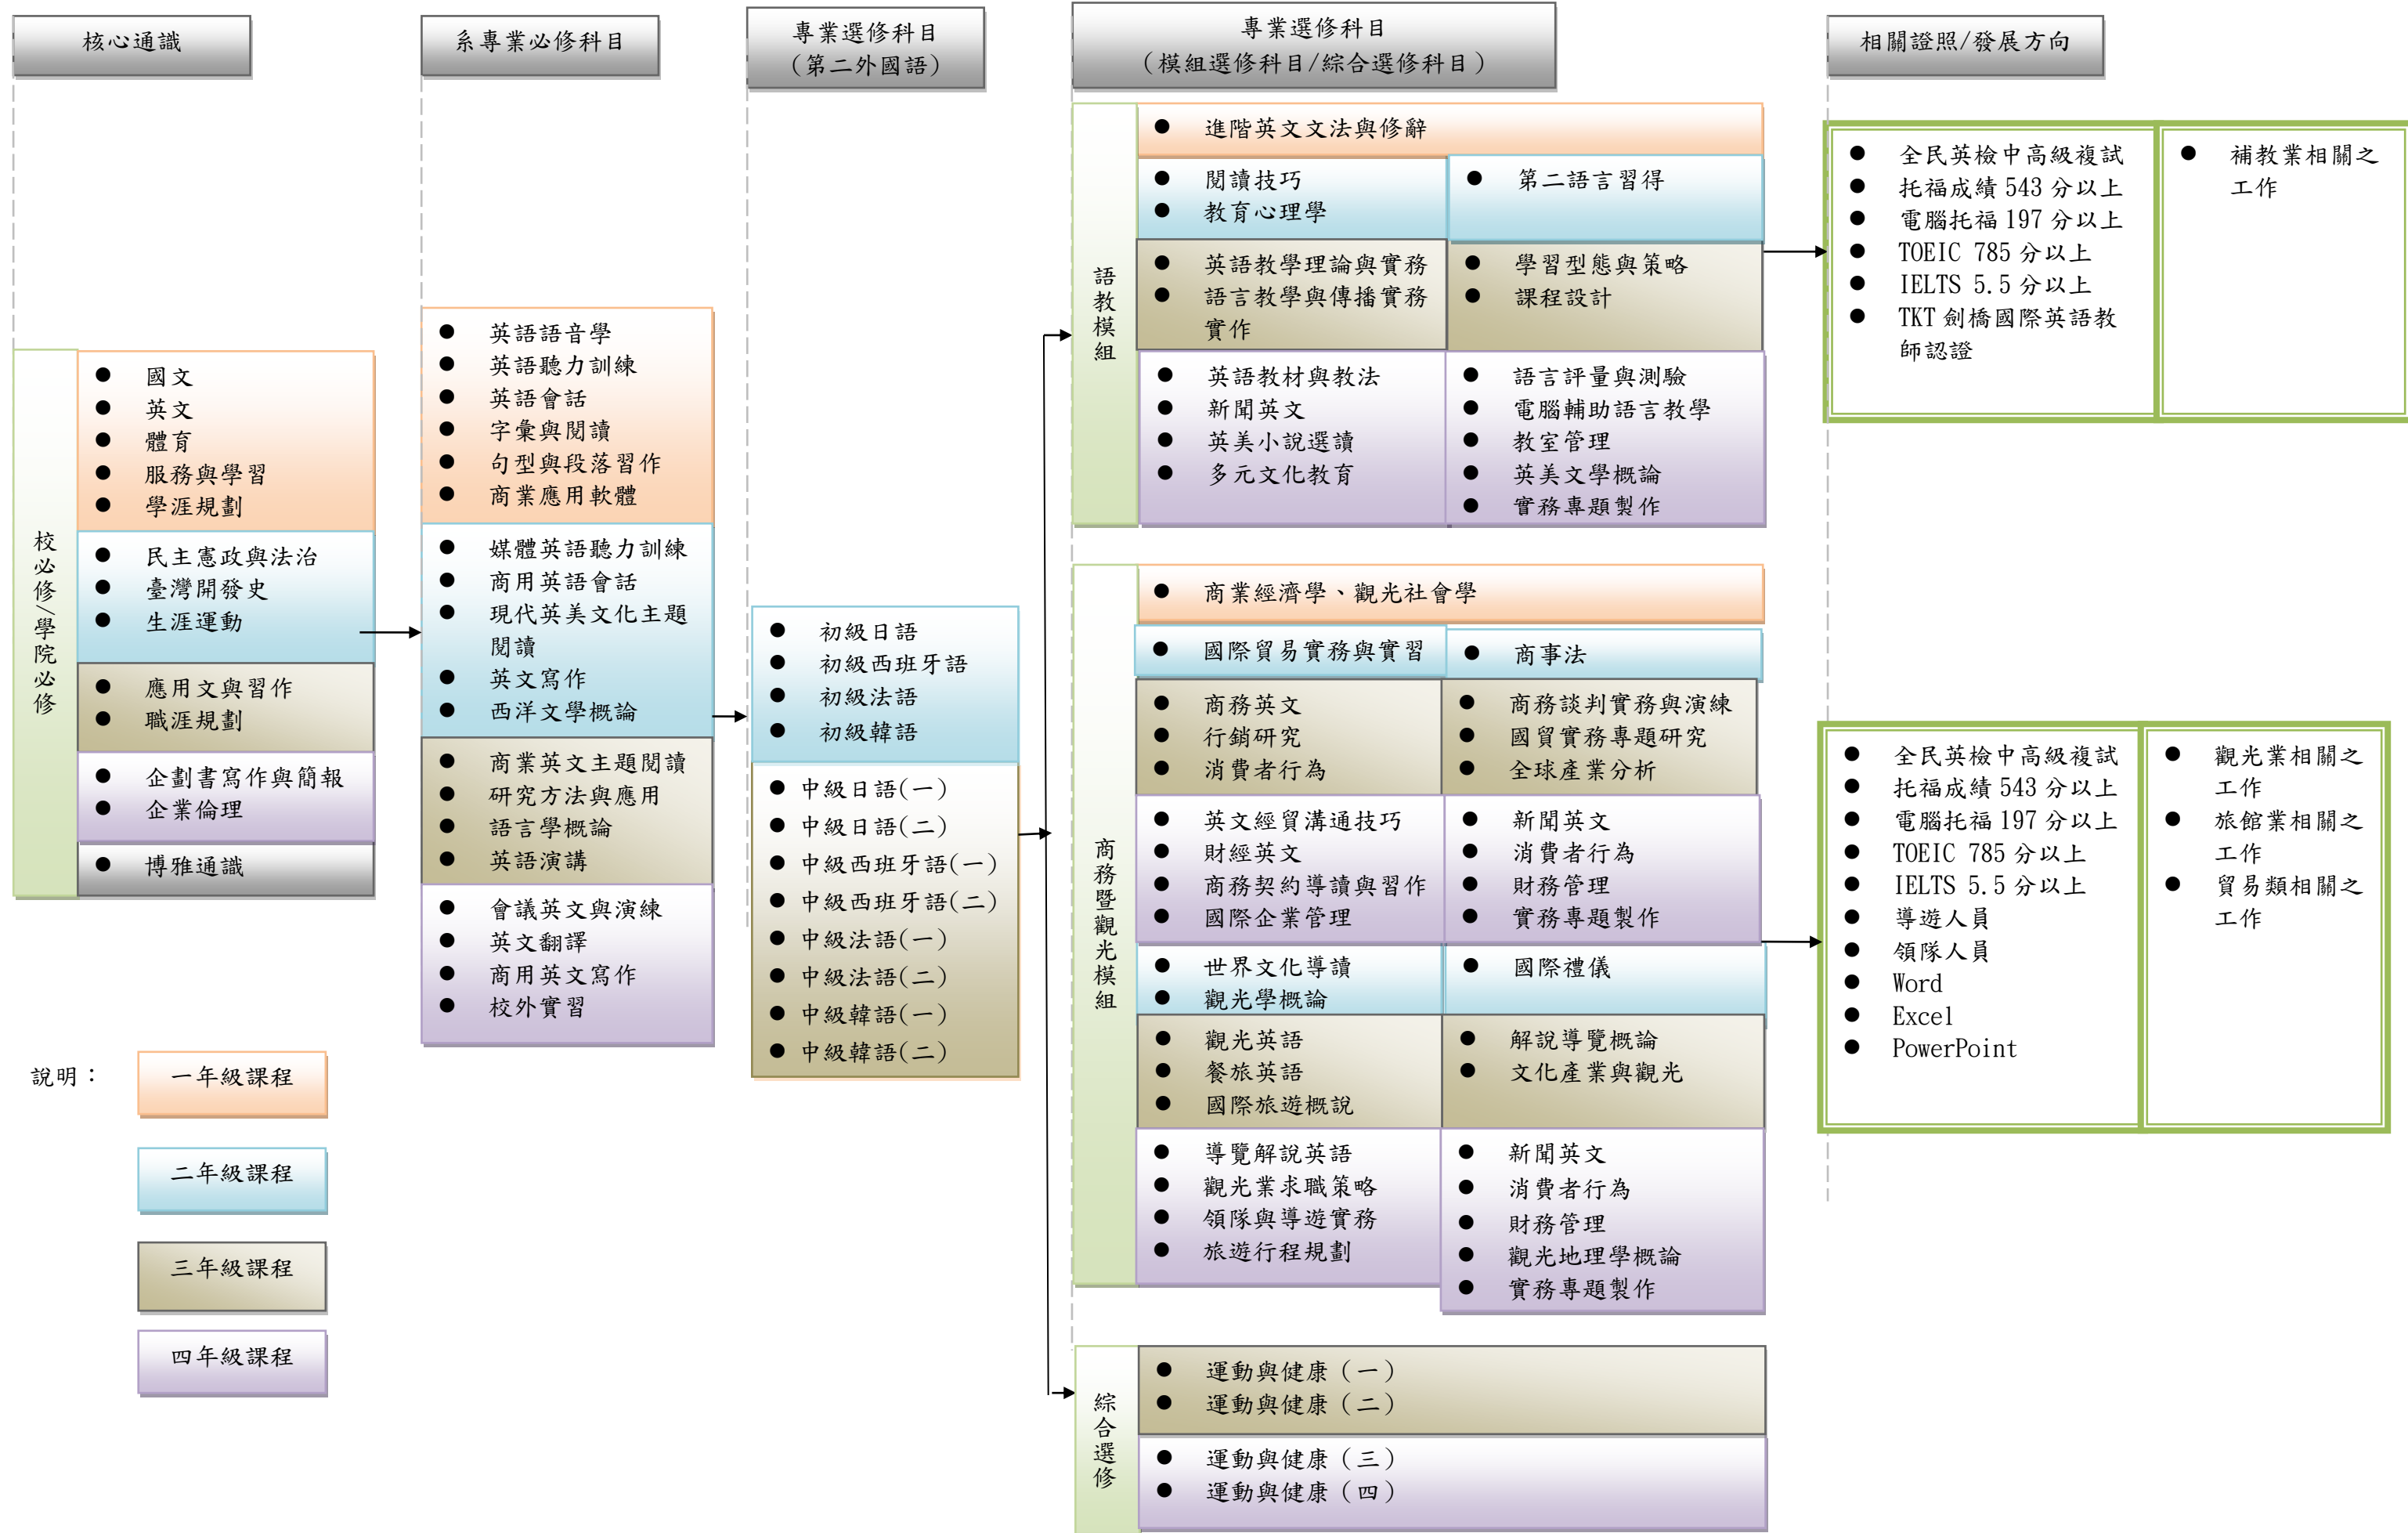 核心通識
系專業必修科目
專業選修科目
（第二外國語）
專業選修科目
（模組選修科目/綜合選修科目）
相關證照/發展方向
校必修/學院必修
● 國文
● 英文
● 體育
● 服務與學習
● 學涯規劃
● 民主憲政與法治
● 臺灣開發史
● 生涯運動
● 應用文與習作
● 職涯規劃
● 企劃書寫作與簡報
● 企業倫理
● 博雅通識
● 英語語音學
● 英語聽力訓練
● 英語會話
● 字彙與閱讀
● 句型與段落習作
● 商業應用軟體
● 媒體英語聽力訓練
● 商用英語會話
● 現代英美文化主題
閱讀
● 英文寫作
● 西洋文學概論
● 商業英文主題閱讀
● 研究方法與應用
● 語言學概論
● 英語演講
● 會議英文與演練
● 英文翻譯
● 商用英文寫作
● 校外實習
● 初級日語
● 初級西班牙語
● 初級法語
● 初級韓語
● 中級日語(一)
● 中級日語(二)
● 中級西班牙語(一)
● 中級西班牙語(二)
● 中級法語(一)
● 中級法語(二)
● 中級韓語(一)
● 中級韓語(二)
語教模組
● 進階英文文法與修辭
● 閱讀技巧
● 教育心理學
● 第二語言習得
● 英語教學理論與實務
● 語言教學與傳播實務
實作
● 學習型態與策略
● 課程設計
● 英語教材與教法
● 新聞英文
● 英美小說選讀
● 多元文化教育
● 語言評量與測驗
● 電腦輔助語言教學
● 教室管理
● 英美文學概論
● 實務專題製作
● 全民英檢中高級複試
● 托福成績 543 分以上
● 電腦托福 197 分以上
● TOEIC 785 分以上
● IELTS 5.5 分以上
● TKT 劍橋國際英語教
師認證
● 補教業相關之
工作
商務暨觀光模組
● 商業經濟學、觀光社會學
● 國際貿易實務與實習
● 商事法
● 商務英文
● 行銷研究
● 消費者行為
● 商務談判實務與演練
● 國貿實務專題研究
● 全球產業分析
● 英文經貿溝通技巧
● 財經英文
● 商務契約導讀與習作
● 國際企業管理
● 新聞英文
● 消費者行為
● 財務管理
● 實務專題製作
● 世界文化導讀
● 觀光學概論
● 國際禮儀
● 觀光英語
● 餐旅英語
● 國際旅遊概說
● 解說導覽概論
● 文化產業與觀光
● 導覽解說英語
● 觀光業求職策略
● 領隊與導遊實務
● 旅遊行程規劃
● 新聞英文
● 消費者行為
● 財務管理
● 觀光地理學概論
● 實務專題製作
● 全民英檢中高級複試
● 托福成績 543 分以上
● 電腦托福 197 分以上
● TOEIC 785 分以上
● IELTS 5.5 分以上
● 導遊人員
● 領隊人員
● Word
● Excel
● PowerPoint
● 觀光業相關之
工作
● 旅館業相關之
工作
● 貿易類相關之
工作
綜合選修
● 運動與健康（一）
● 運動與健康（二）
● 運動與健康（三）
● 運動與健康（四）
說明：
一年級課程
二年級課程
三年級課程
四年級課程